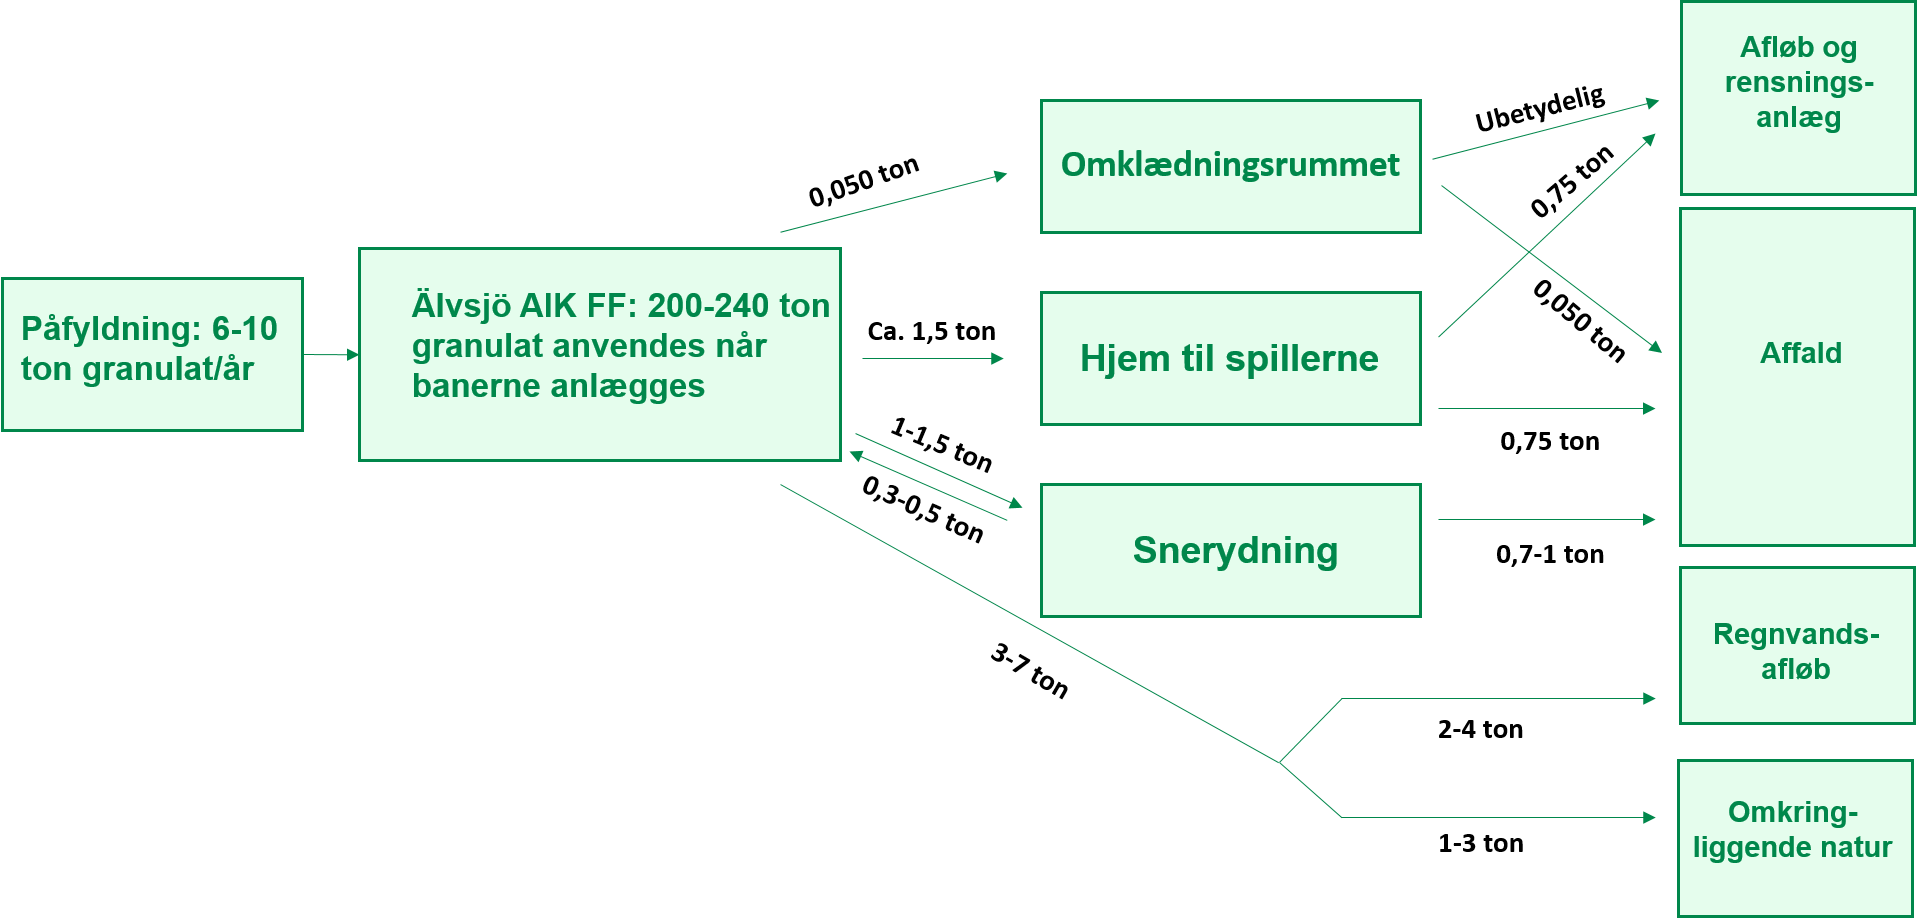 Påfyldning: 6-10
ton granulat/år
Älvsjö AIK FF: 200-240 ton
granulat anvendes når
banerne anlægges
0,050 ton
Ca. 1,5 ton
1-1,5 ton
0,3-0,5 ton
3-7 ton
Omklædningsrummet
Hjem til spillerne
Snerydning
Ubetydelig
0,75 ton
0,050 ton
0,75 ton
0,7-1 ton
2-4 ton
1-3 ton
Afløb og
rensnings-
anlæg
Affald
Regnvands-
afløb
Omkring-
liggende natur